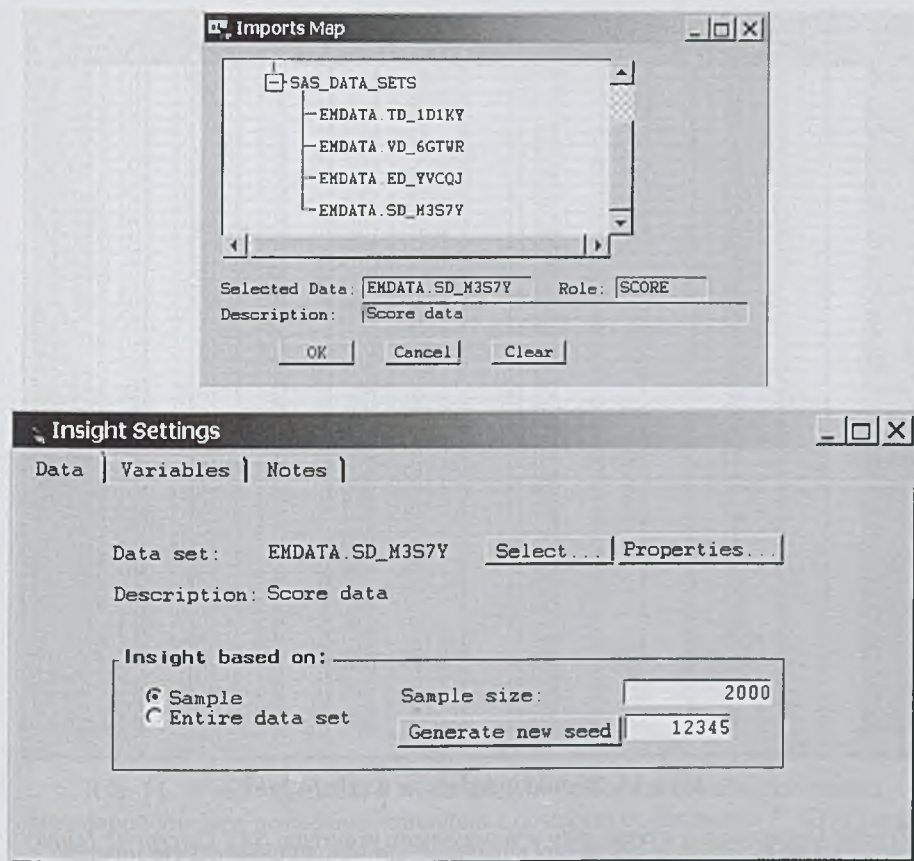 Imports Map
SAS_DATA_SETS
EMDATA.TD_1D1KY
EMDATA.VD_6GTWR
EMDATA.ED_YVCQJ
EMDATA.SD_M3S7Y
Selected Data: EMDATA.SD_M3S7Y Role: SCORE
Description: Score data
OK Cancel Clear
Insight Settings
Data Variables Notes
Data set: EMDATA.SD_M3S7Y Select... Properties...
Description: Score data
Insight based on:
Sample Sample size: 2000
Entire data set
Generate new seed 12345